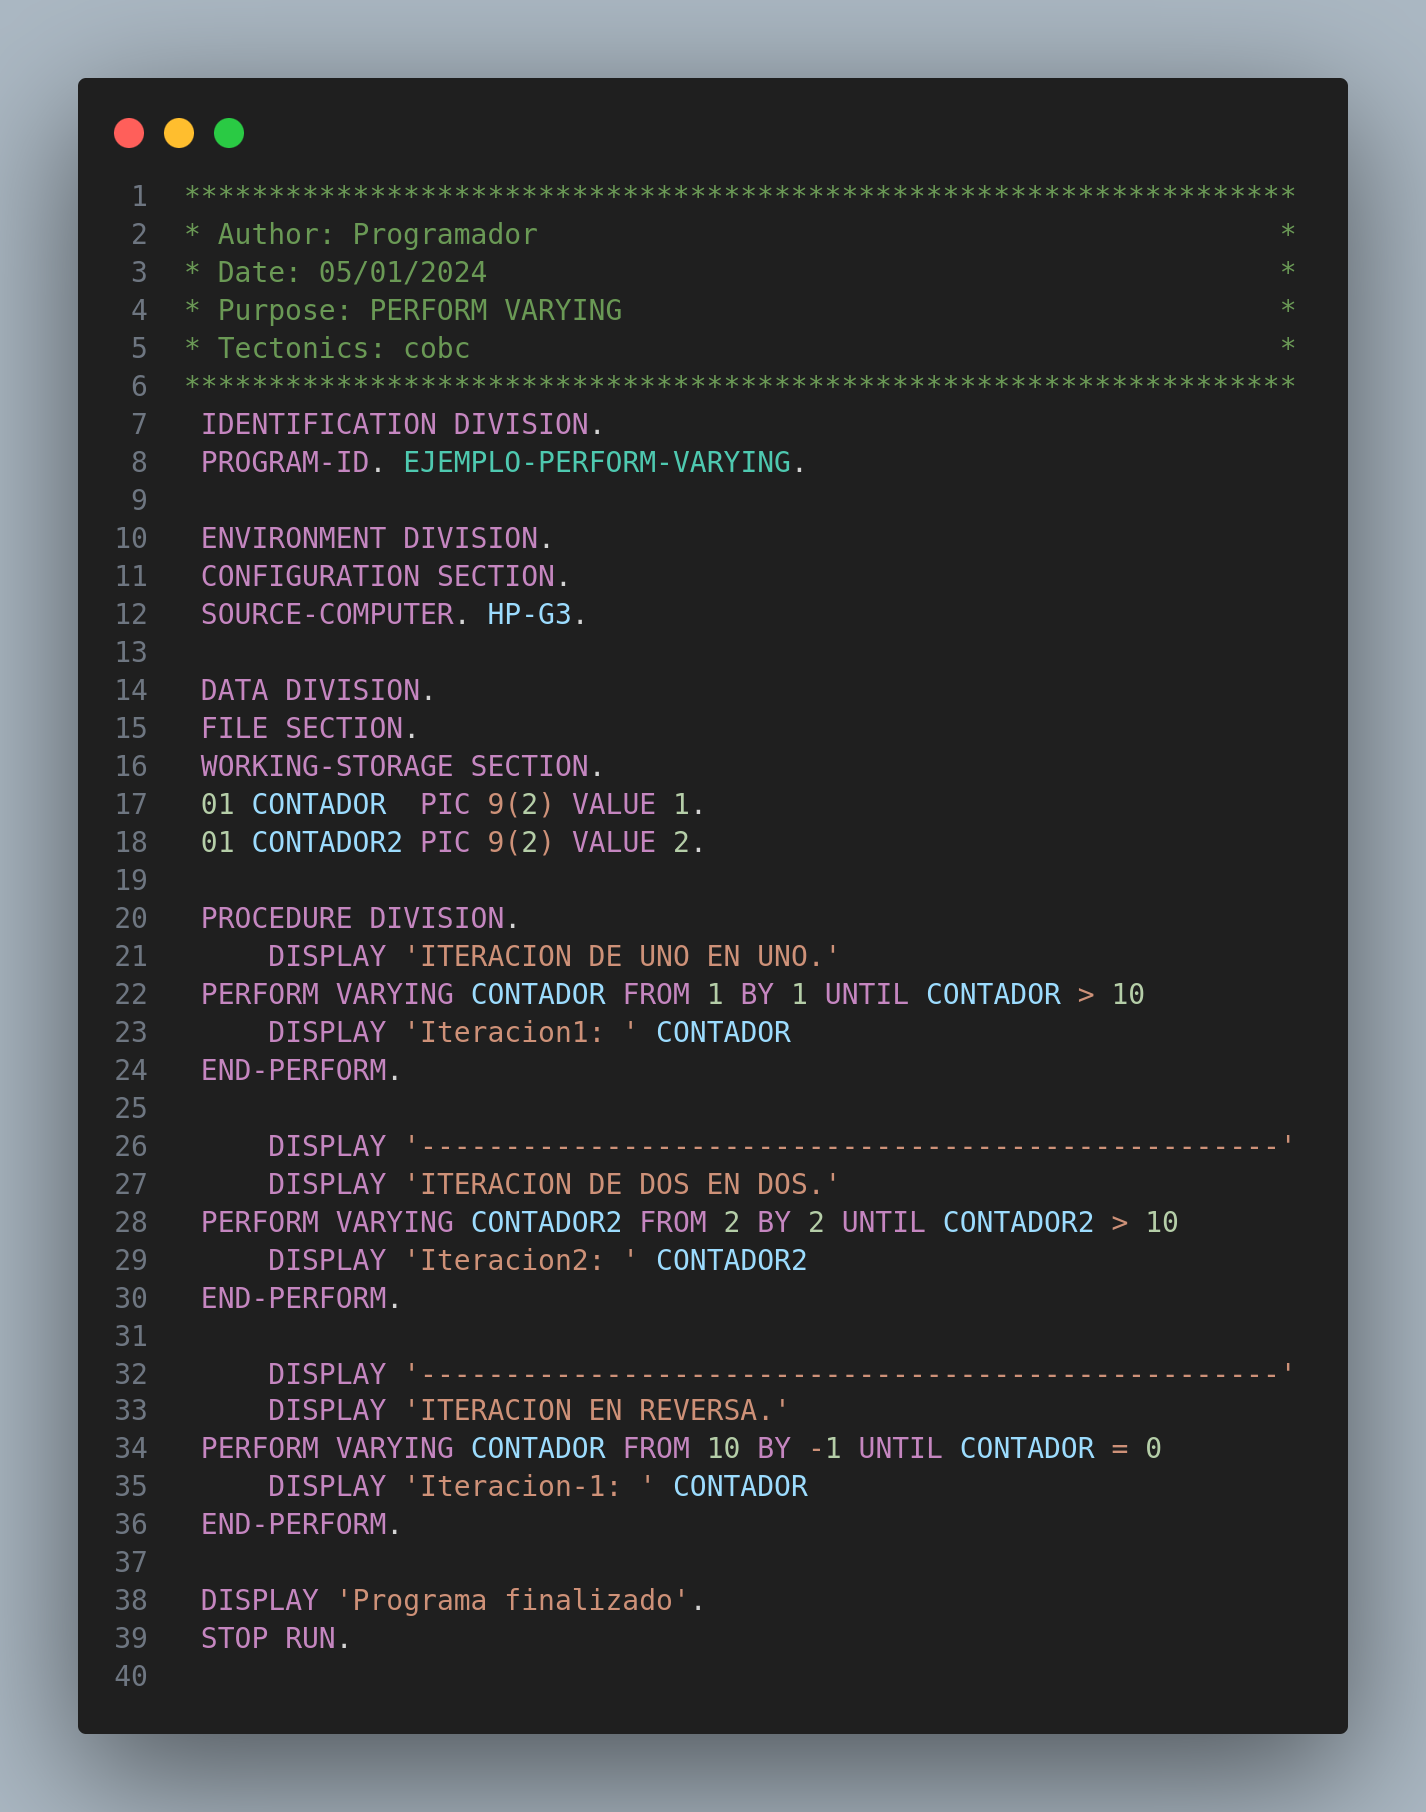 1 ******************************************************************
2 * Author: Programador                                            *
3 * Date: 05/01/2024                                               *
4 * Purpose: PERFORM VARYING                                       *
5 * Tectonics: cobc                                                *
6 ******************************************************************
7  IDENTIFICATION DIVISION.
8  PROGRAM-ID. EJEMPLO-PERFORM-VARYING.
9
10  ENVIRONMENT DIVISION.
11  CONFIGURATION SECTION.
12  SOURCE-COMPUTER. HP-G3.
13
14  DATA DIVISION.
15  FILE SECTION.
16  WORKING-STORAGE SECTION.
17  01 CONTADOR  PIC 9(2) VALUE 1.
18  01 CONTADOR2 PIC 9(2) VALUE 2.
19
20  PROCEDURE DIVISION.
21      DISPLAY 'ITERACION DE UNO EN UNO.'
22  PERFORM VARYING CONTADOR FROM 1 BY 1 UNTIL CONTADOR > 10
23      DISPLAY 'Iteracion1: ' CONTADOR
24  END-PERFORM.
25
26      DISPLAY '---------------------------------------------------'
27      DISPLAY 'ITERACION DE DOS EN DOS.'
28  PERFORM VARYING CONTADOR2 FROM 2 BY 2 UNTIL CONTADOR2 > 10
29      DISPLAY 'Iteracion2: ' CONTADOR2
30  END-PERFORM.
31
32      DISPLAY '---------------------------------------------------'
33      DISPLAY 'ITERACION EN REVERSA.'
34  PERFORM VARYING CONTADOR FROM 10 BY -1 UNTIL CONTADOR = 0
35      DISPLAY 'Iteracion-1: ' CONTADOR
36  END-PERFORM.
37
38  DISPLAY 'Programa finalizado'.
39  STOP RUN.
40